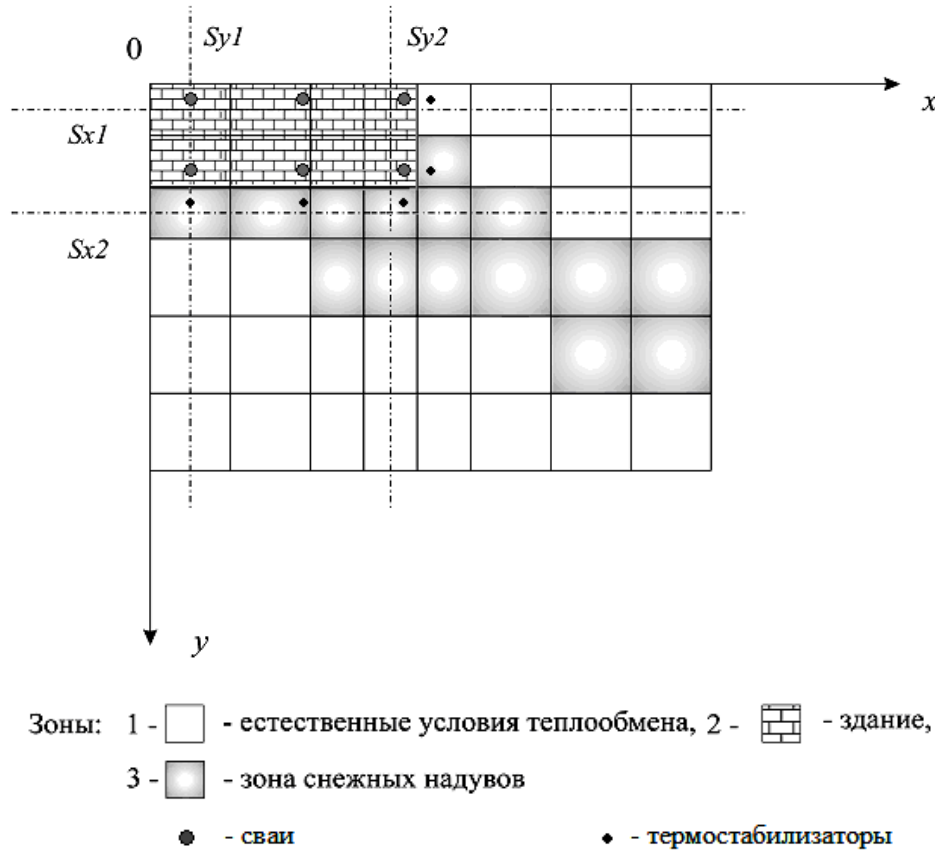 0
Sy1
Sy2
x
Sx1
Sx2
y
Зоны: 1 - - естественные условия теплообмена, 2 - - здание,
3 - - зона снежных надувов
- сваи
- термостабилизаторы